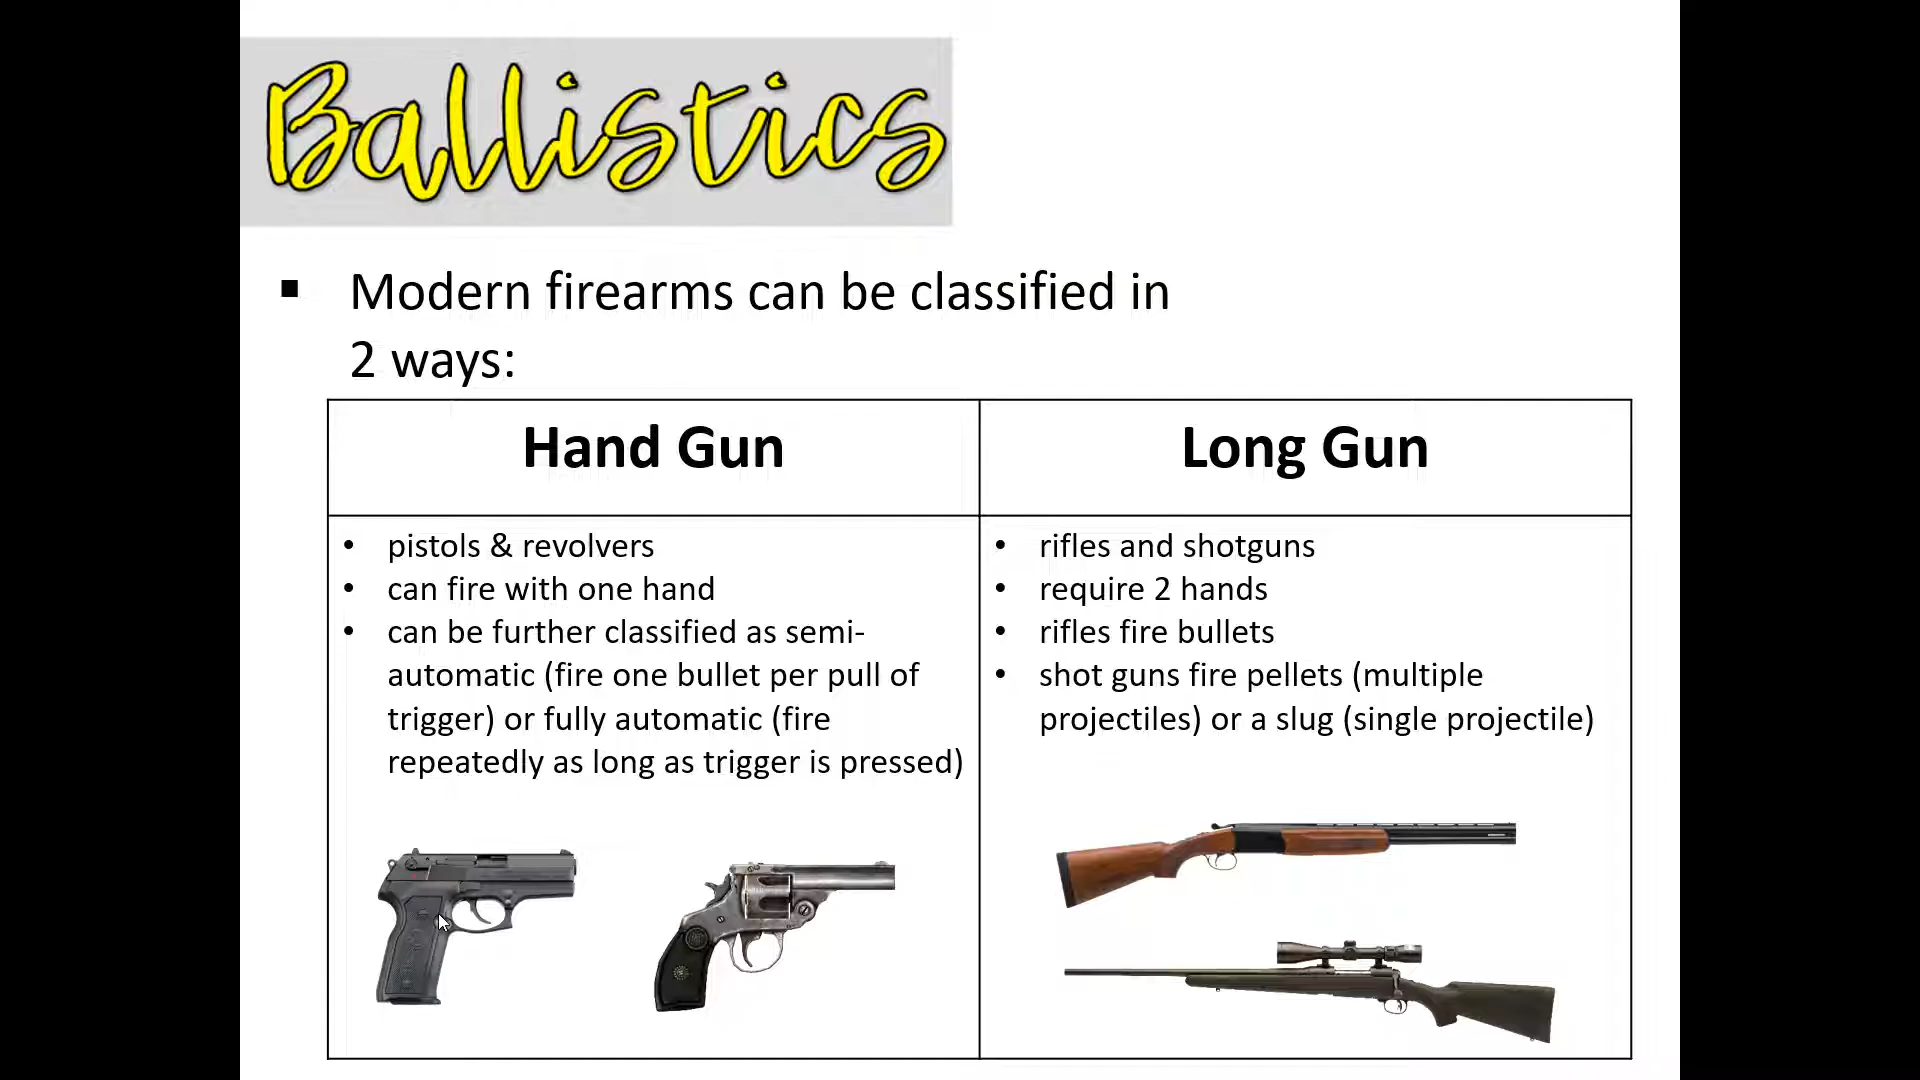 Ballistics
▪ Modern firearms can be classified in
2 ways:
Hand Gun
• pistols & revolvers
• can fire with one hand
• can be further classified as semi-
automatic (fire one bullet per pull of
trigger) or fully automatic (fire
repeatedly as long as trigger is pressed)
Long Gun
• rifles and shotguns
• require 2 hands
• rifles fire bullets
• shot guns fire pellets (multiple
projectiles) or a slug (single projectile)